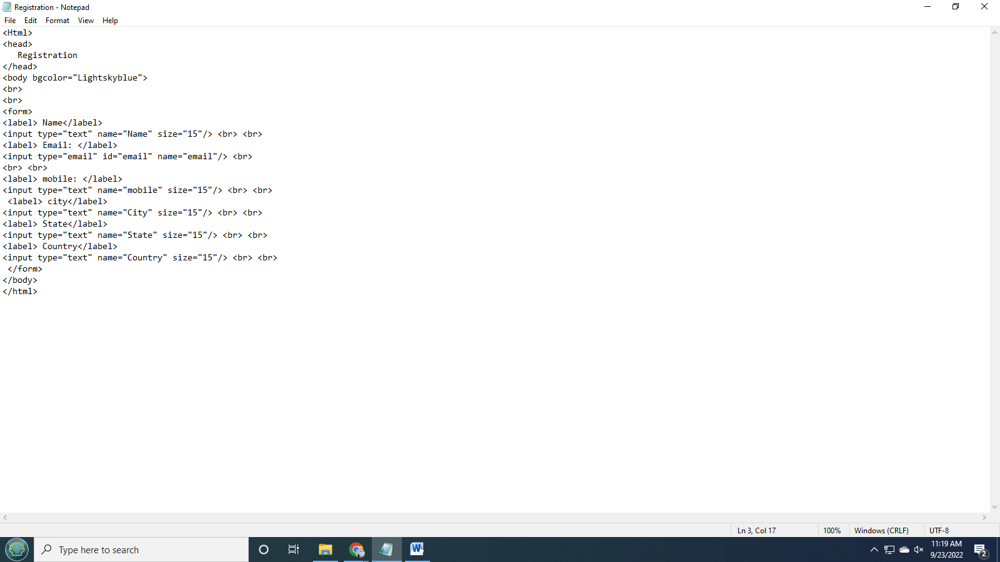 Registration - Notepad
File Edit Format View Help
<Html>
<head>
   Registration
</head>
<body bgcolor="Lightskyblue">
<br>
<br>
<form>
<label> Name</label>
<input type="text" name="Name" size="15"/> <br> <br>
<label> Email: </label>
<input type="email" id="email" name="email"/> <br>
<br> <br>
<label> mobile: </label>
<input type="text" name="mobile" size="15"/> <br> <br>
 <label> city</label>
<input type="text" name="City" size="15"/> <br> <br>
<label> State</label>
<input type="text" name="State" size="15"/> <br> <br>
<label> Country</label>
<input type="text" name="Country" size="15"/> <br> <br>
 </form>
</body>
</html>
Ln 3, Col 17 100% Windows (CRLF) UTF-8
Type here to search
W
11:19 AM
9/23/2022
2